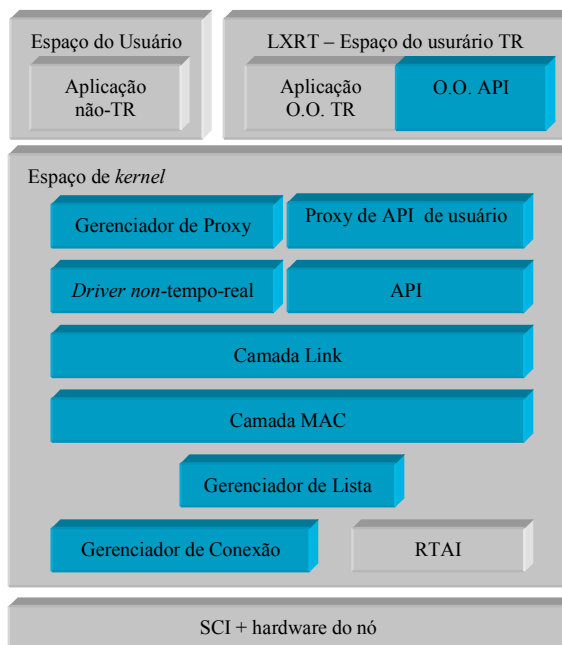 Espaço do Usuário
LXRT – Espaço do usurário TR
Aplicação
não-TR
Aplicação
O.O. TR
O.O. API
Espaço de kernel
Gerenciador de Proxy
Proxy de API de usuário
Driver non-tempo-real
API
Camada Link
Camada MAC
Gerenciador de Lista
Gerenciador de Conexão
RTAI
SCI + hardware do nó